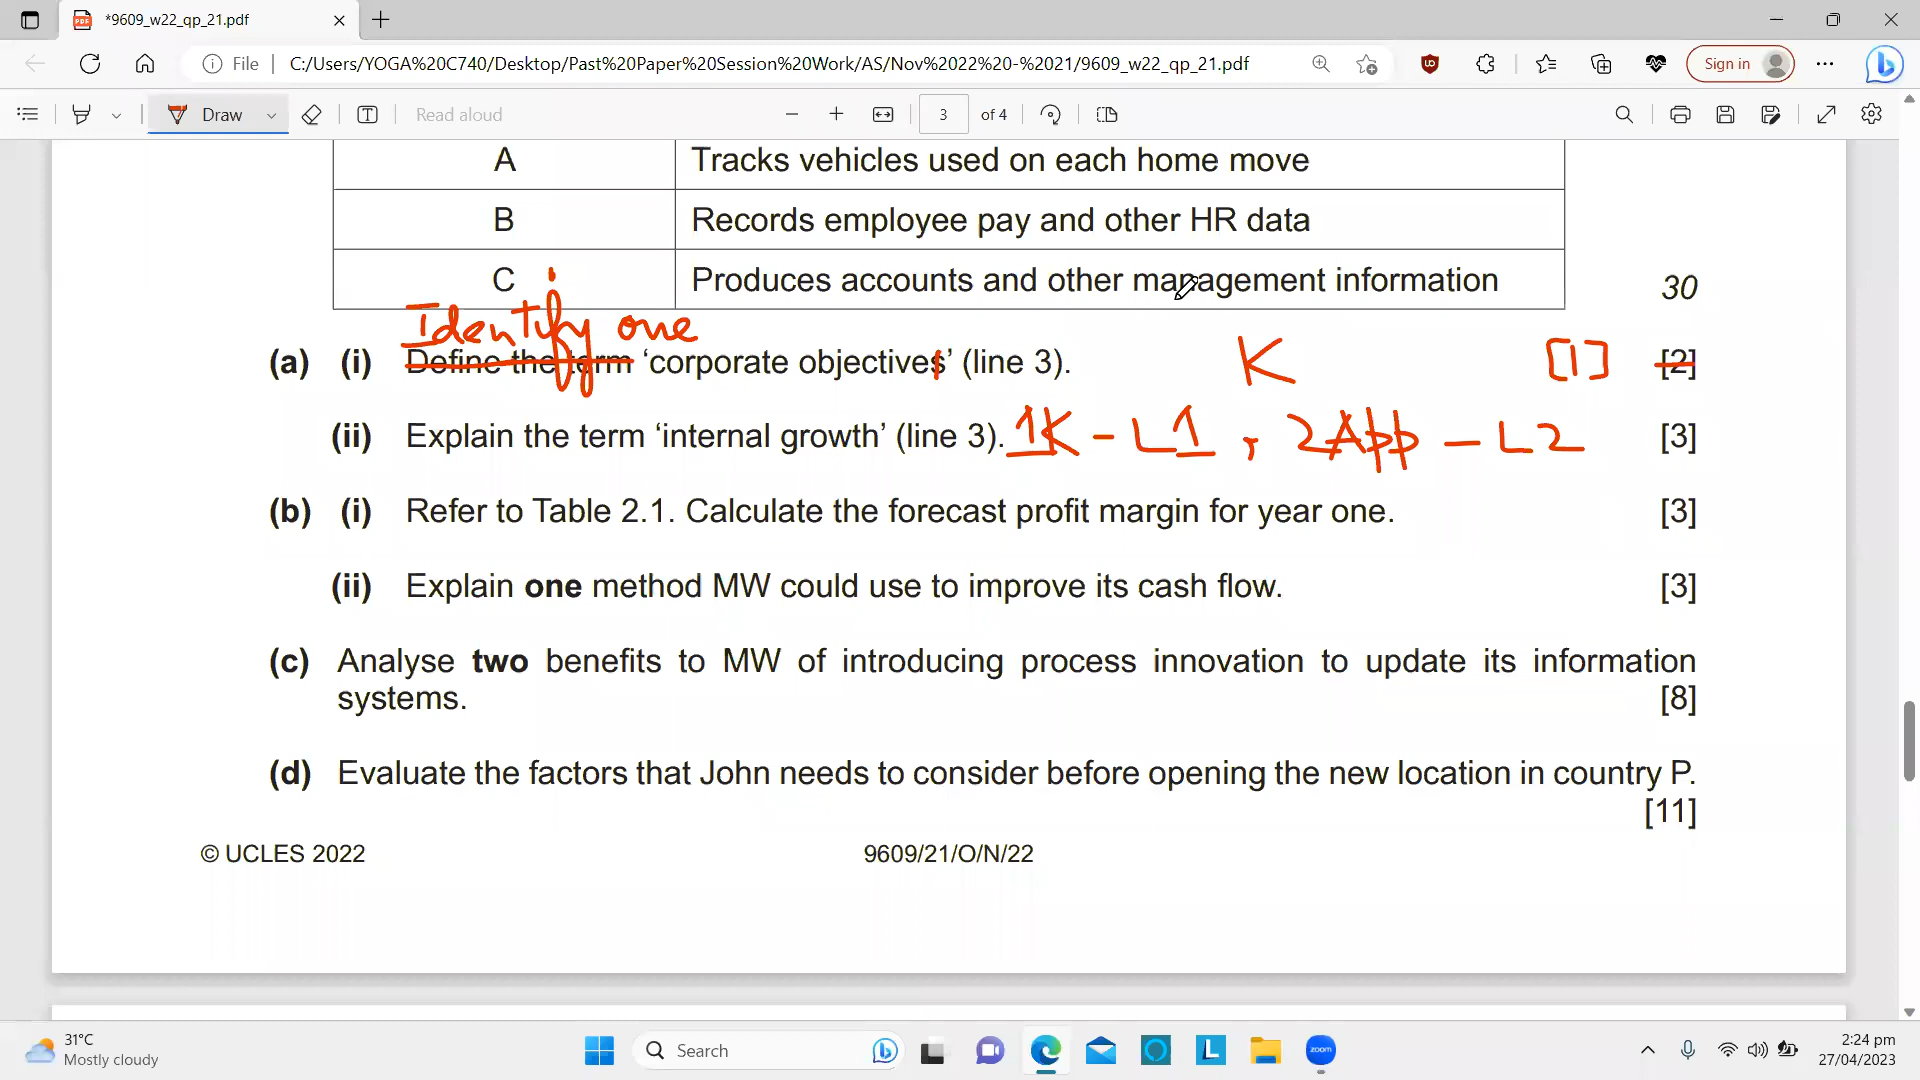 *9609_w22_qp_21.pdf
File C:/Users/YOGA%20C740/Desktop/Past%20Paper%20Session%20Work/AS/Nov%2022%20-%2021/9609_w22_qp_21.pdf Sign in
Draw Read aloud 3 of 4
A Tracks vehicles used on each home move
B Records employee pay and other HR data
C Produces accounts and other management information 30
Identify one
(a) (i) Define the term ‘corporate objectives’ (line 3). K [1] [2]
(ii) Explain the term ‘internal growth’ (line 3). 1K - L1, 2App - L2 [3]
(b) (i) Refer to Table 2.1. Calculate the forecast profit margin for year one. [3]
(ii) Explain one method MW could use to improve its cash flow. [3]
(c) Analyse two benefits to MW of introducing process innovation to update its information
systems. [8]
(d) Evaluate the factors that John needs to consider before opening the new location in country P.
[11]
© UCLES 2022 9609/21/O/N/22
31°C
Mostly cloudy
Search
zoom
2:24 pm
27/04/2023